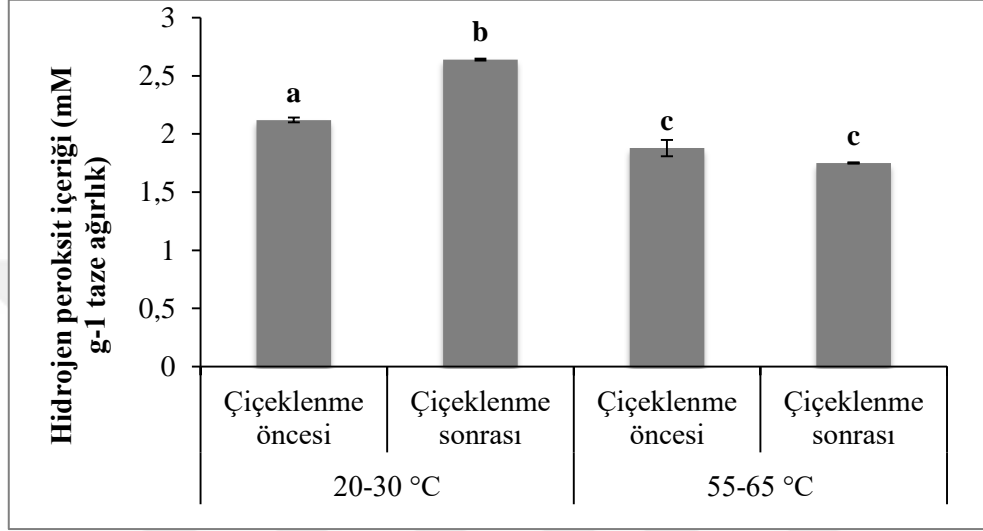 Hidrojen peroksit içeriği (mM
g-1 taze ağırlık)
3
2,5
2
1,5
1
0,5
0
a
b
c
c
Çiçeklenme
öncesi
Çiçeklenme
sonrası
Çiçeklenme
öncesi
Çiçeklenme
sonrası
20-30 °C
55-65 °C